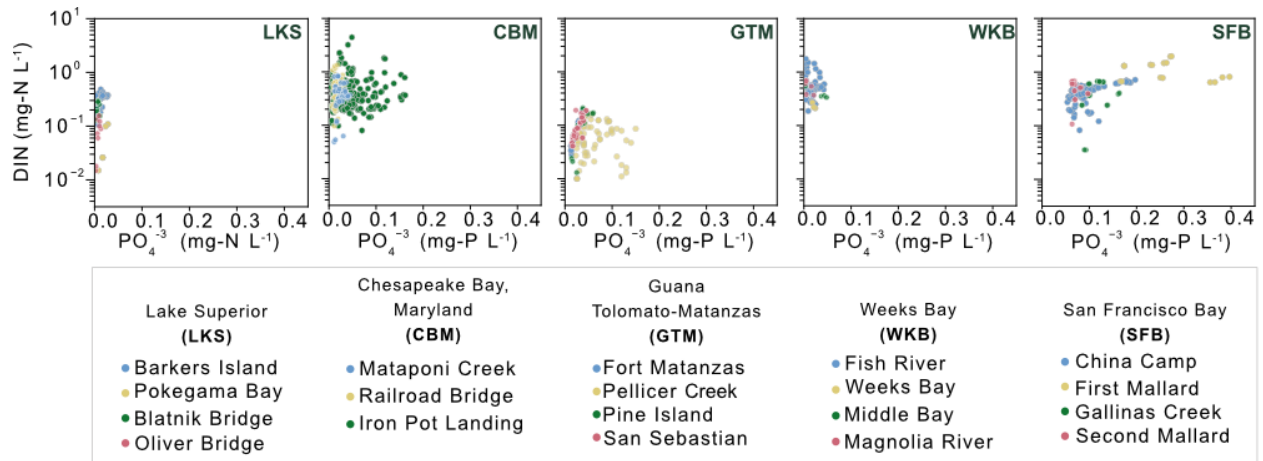 LKS
CBM
GTM
WKB
SFB
DIN (mg-N L⁻¹)
10¹
10⁰
10⁻¹
10⁻²
0.0 0.1 0.2 0.3 0.4
0.0 0.1 0.2 0.3 0.4
0.0 0.1 0.2 0.3 0.4
0.0 0.1 0.2 0.3 0.4
0.0 0.1 0.2 0.3 0.4
PO₄⁻³ (mg-N L⁻¹)
PO₄⁻³ (mg-P L⁻¹)
PO₄⁻³ (mg-P L⁻¹)
PO₄⁻³ (mg-P L⁻¹)
PO₄⁻³ (mg-P L⁻¹)
Lake Superior
(LKS)
Barkers Island
Pokegama Bay
Blatnik Bridge
Oliver Bridge
Chesapeake Bay,
Maryland
(CBM)
Mataponi Creek
Railroad Bridge
Iron Pot Landing
Guana
Tolomato-Matanzas
(GTM)
Fort Matanzas
Pellicer Creek
Pine Island
San Sebastian
Weeks Bay
(WKB)
Fish River
Weeks Bay
Middle Bay
Magnolia River
San Francisco Bay
(SFB)
China Camp
First Mallard
Gallinas Creek
Second Mallard